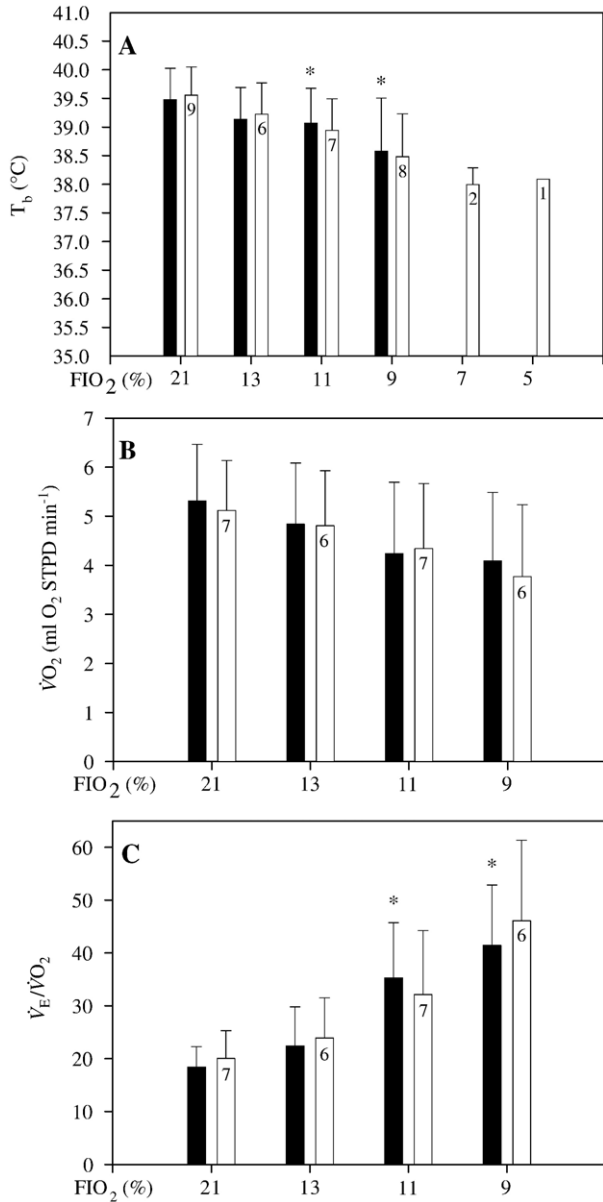 A
41.0
40.5
40.0
39.5
39.0
38.5
38.0
37.5
37.0
36.5
36.0
35.5
35.0
T_b (°C)
* *
9 6 7 8 2 1
FIO₂ (%) 21 13 11 9 7 5
B
7
6
5
4
3
2
1
0
V̇O₂ (ml O₂ STPD min⁻¹)
7 6 7 6
FIO₂ (%) 21 13 11 9
C
60
50
40
30
20
10
0
V̇_E/V̇O₂
* *
7 6 7 6
FIO₂ (%) 21 13 11 9